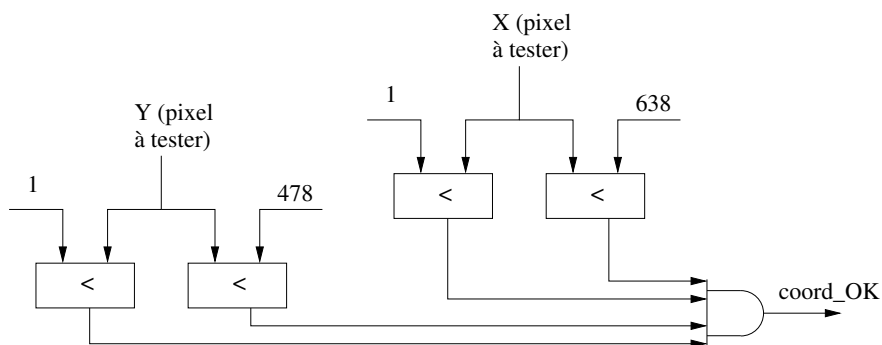 X (pixel
à tester)
1
638
Y (pixel
à tester)
<
<
1
478
<
<
coord_OK